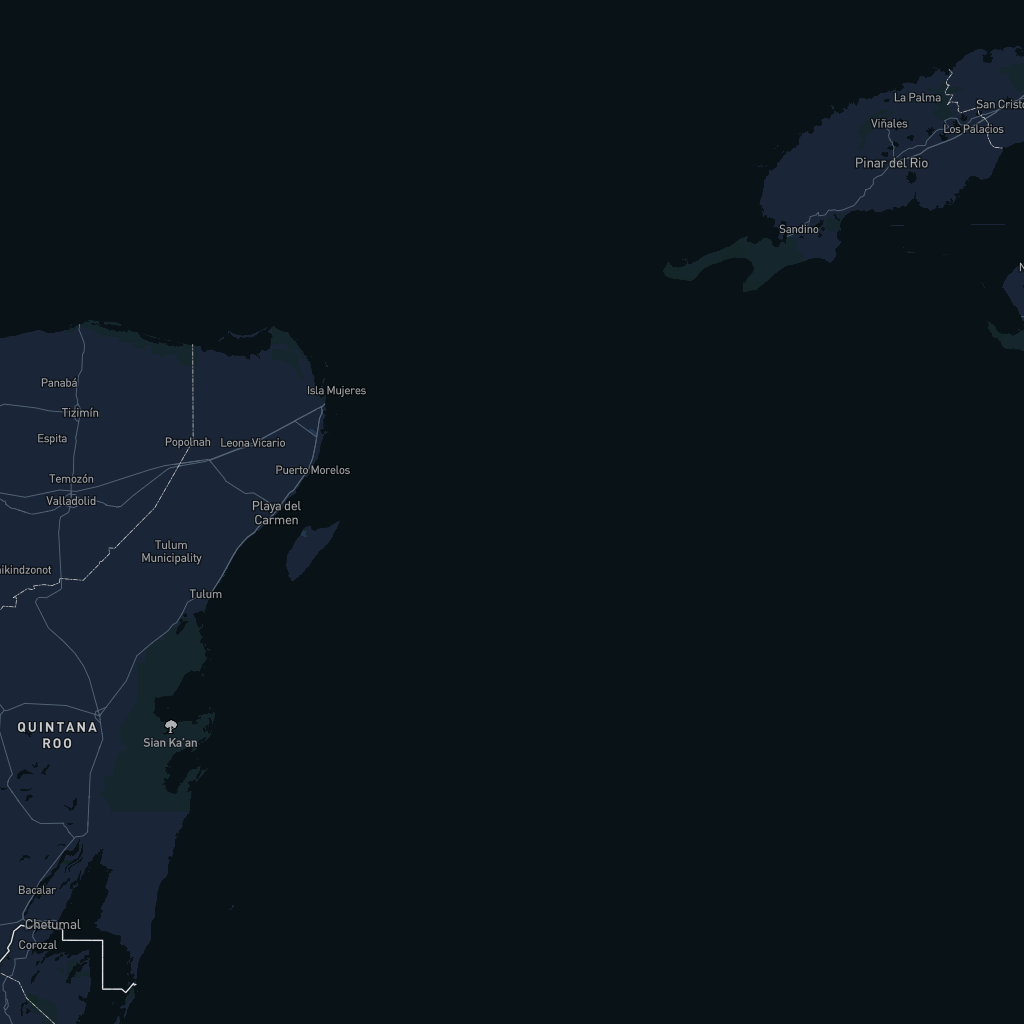 La Palma
San Cristo
Viñales
Los Palacios
Pinar del Rio
Sandino
N
Panabá
Isla Mujeres
Tizimín
Espita
Popolnah
Leona Vicario
Puerto Morelos
Temozón
Valladolid
Playa del
Carmen
Tulum
Municipality
ikindzonot
Tulum
QUINTANA
ROO
Sian Ka'an
Bacalar
Chetumal
Corozal